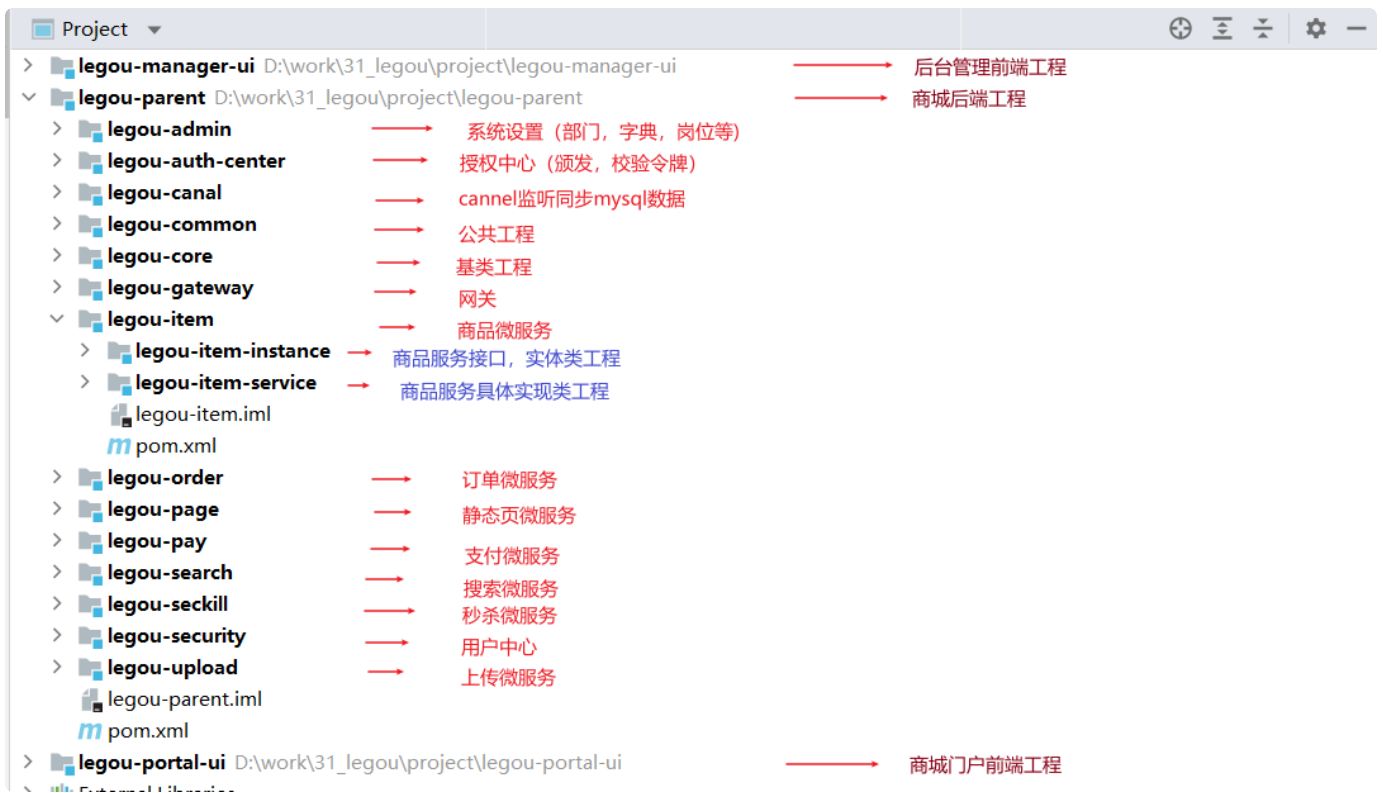 Project
legou-manager-ui D:\work\31_legou\project\legou-manager-ui 后台管理前端工程
legou-parent D:\work\31_legou\project\legou-parent 商城后端工程
legou-admin 系统设置（部门，字典，岗位等）
legou-auth-center 授权中心（颁发，校验令牌）
legou-canal cannel监听同步mysql数据
legou-common 公共工程
legou-core 基类工程
legou-gateway 网关
legou-item 商品微服务
legou-item-instance 商品服务接口，实体类工程
legou-item-service 商品服务具体实现类工程
legou-item.iml
m pom.xml
legou-order 订单微服务
legou-page 静态页微服务
legou-pay 支付微服务
legou-search 搜索微服务
legou-seckill 秒杀微服务
legou-security 用户中心
legou-upload 上传微服务
legou-parent.iml
m pom.xml
legou-portal-ui D:\work\31_legou\project\legou-portal-ui 商城门户前端工程
External Libraries